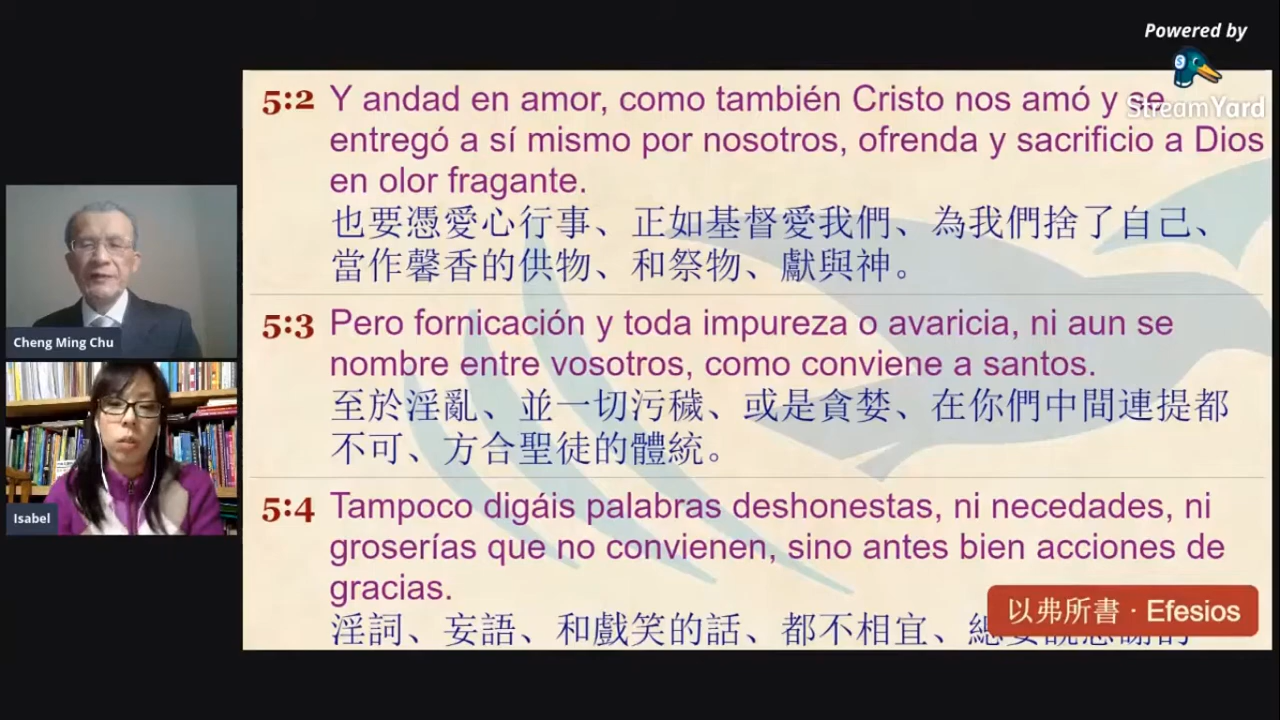 Powered by
StreamYard
5:2 Y andad en amor, como también Cristo nos amó y se
entregó a sí mismo por nosotros, ofrenda y sacrificio a Dios
en olor fragante.
也要憑愛心行事、正如基督愛我們、為我們捨了自己、
當作馨香的供物、和祭物、獻與神。
5:3 Pero fornicación y toda impureza o avaricia, ni aun se
nombre entre vosotros, como conviene a santos.
至於淫亂、並一切污穢、或是貪婪、在你們中間連提都
不可、方合聖徒的體統。
5:4 Tampoco digáis palabras deshonestas, ni necedades, ni
groserías que no convienen, sino antes bien acciones de
gracias.
淫詞、妄語、和戲笑的話、都不相宜、
以弗所書 · Efesios
Cheng Ming Chu
Isabel